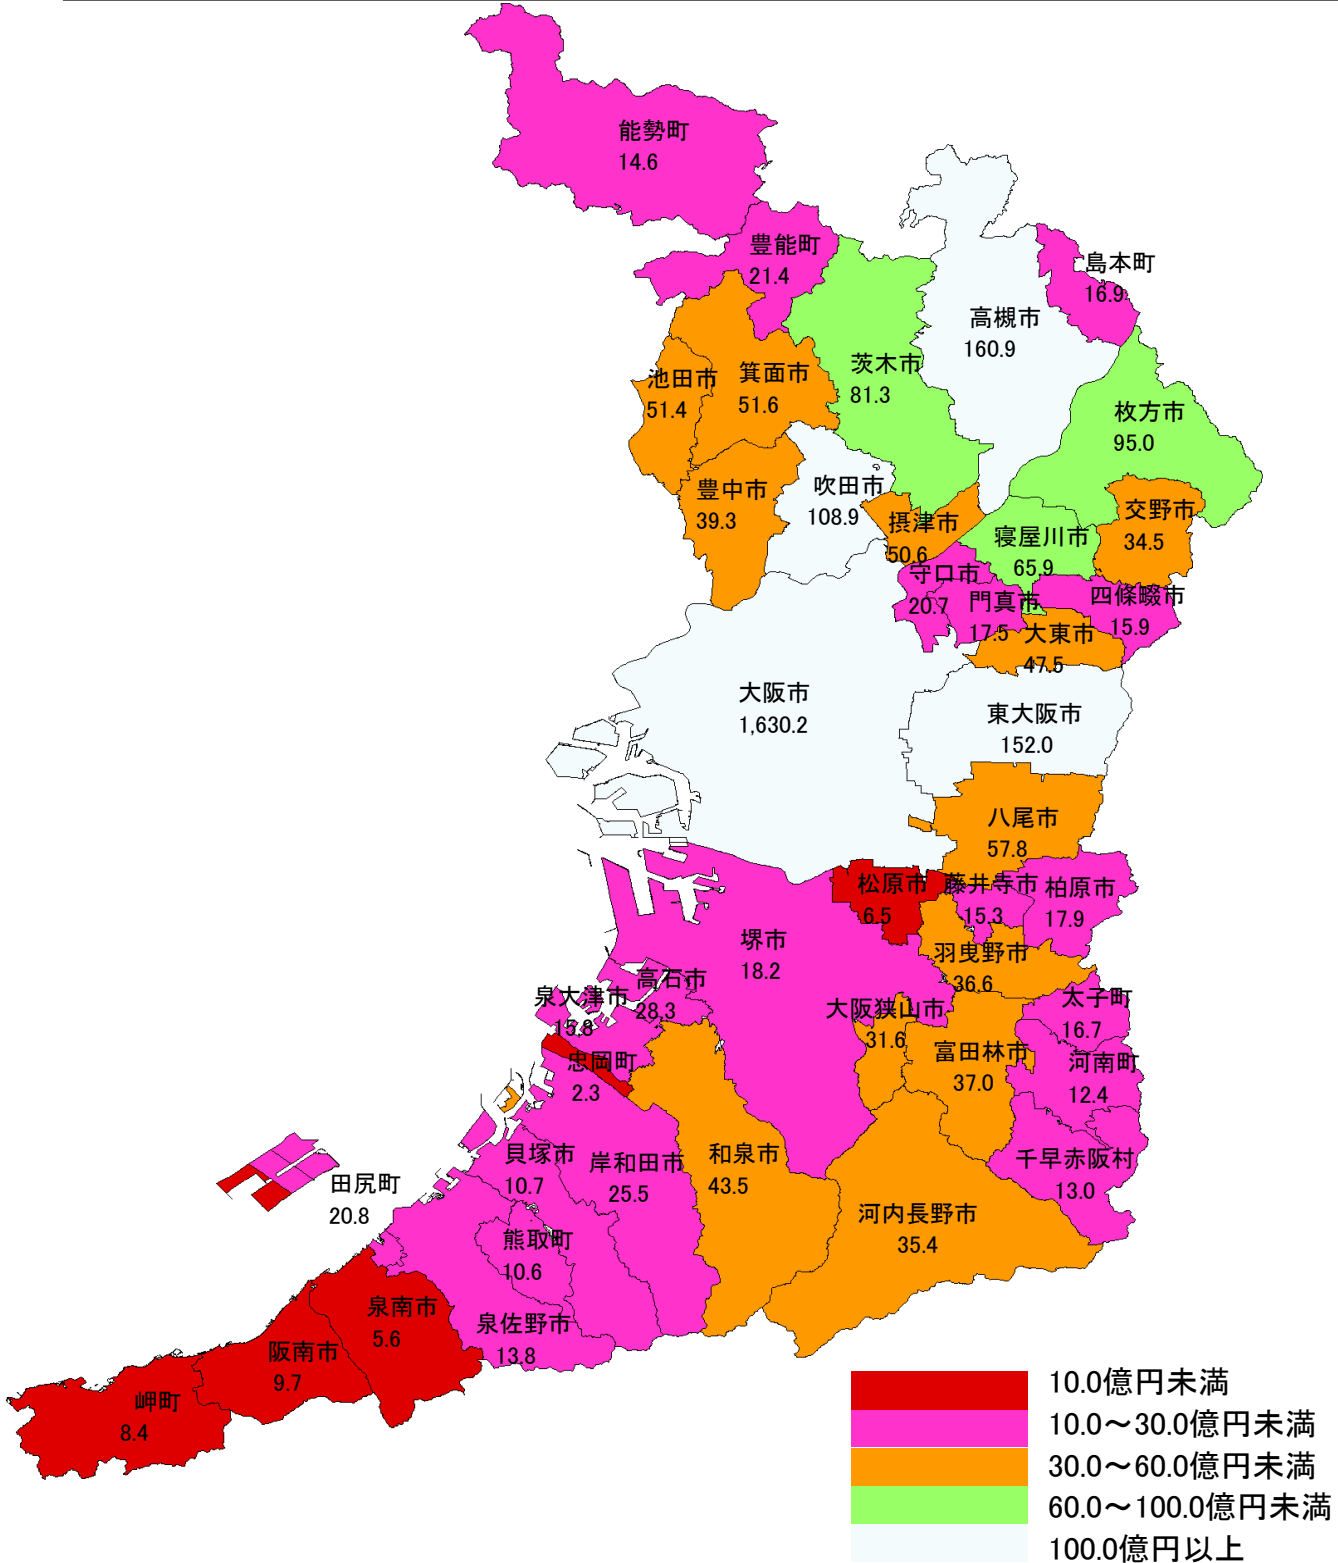 能勢町
14.6
豊能町
21.4
島本町
16.9
高槻市
160.9
茨木市
81.3
箕面市
51.6
池田市
51.4
枚方市
95.0
豊中市
39.3
吹田市
108.9
摂津市
50.6
交野市
34.5
寝屋川市
65.9
守口市
20.7
門真市
17.5
四條畷市
15.9
大東市
47.5
大阪市
1,630.2
東大阪市
152.0
八尾市
57.8
松原市
6.5
藤井寺市
15.3
柏原市
17.9
堺市
18.2
羽曳野市
36.6
高石市
28.3
泉大津市
15.8
大阪狭山市
31.6
太子町
16.7
富田林市
37.0
河南町
12.4
忠岡町
2.3
貝塚市
10.7
岸和田市
25.5
和泉市
43.5
千早赤阪村
13.0
田尻町
20.8
河内長野市
35.4
熊取町
10.6
泉佐野市
13.8
泉南市
5.6
阪南市
9.7
岬町
8.4
10.0億円未満
10.0～30.0億円未満
30.0～60.0億円未満
60.0～100.0億円未満
100.0億円以上